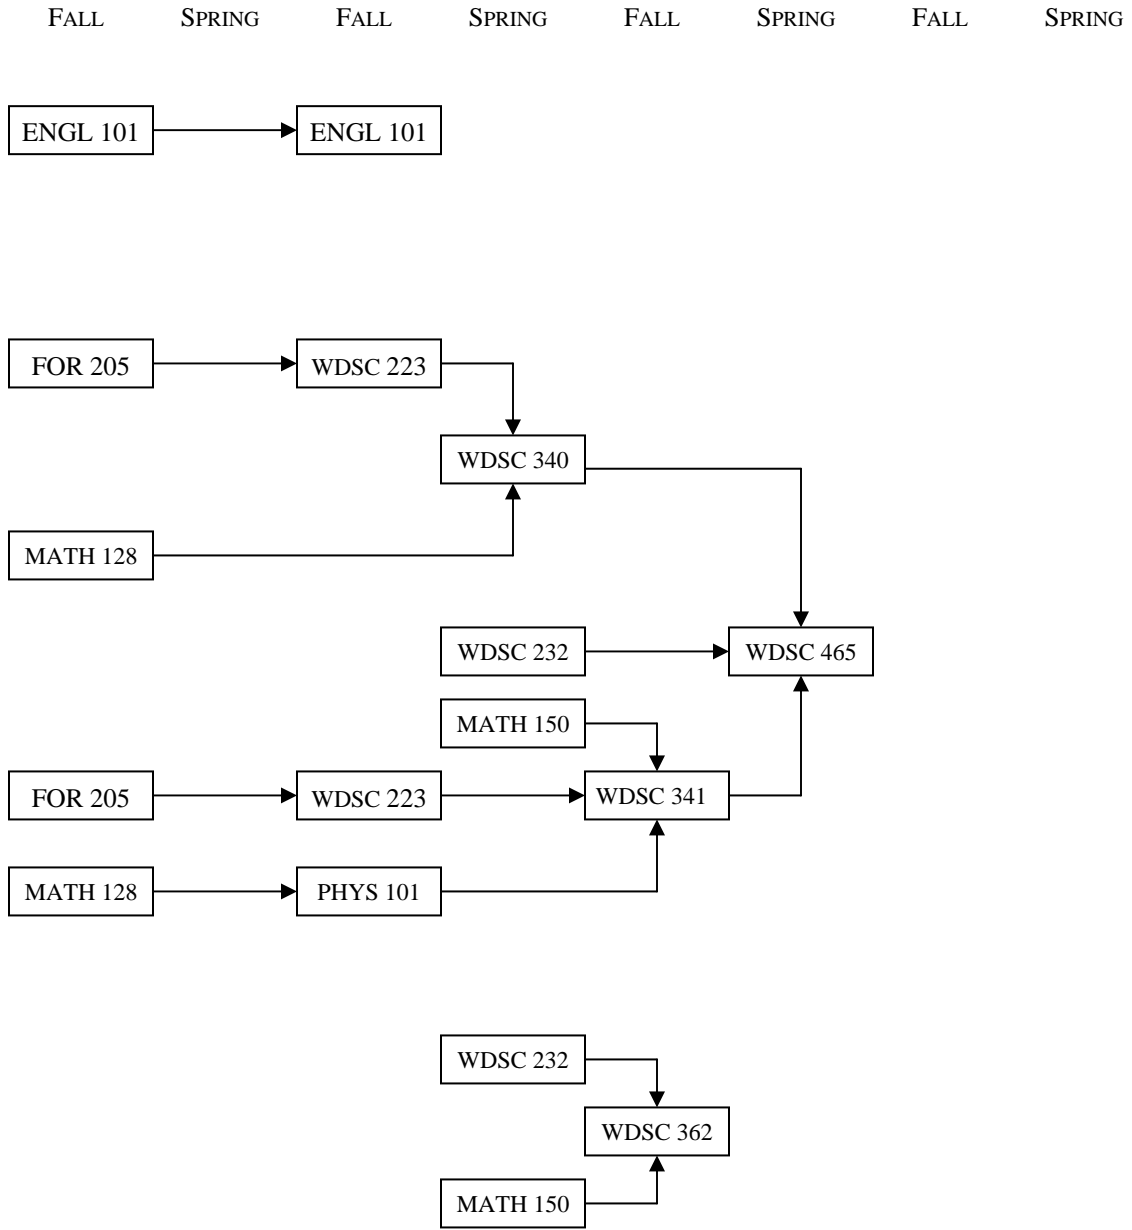 FALL SPRING FALL SPRING FALL SPRING FALL SPRING
ENGL 101 ENGL 101
FOR 205 WDSC 223
WDSC 340
MATH 128
WDSC 232 WDSC 465
MATH 150
FOR 205 WDSC 223 WDSC 341
MATH 128 PHYS 101
WDSC 232
WDSC 362
MATH 150